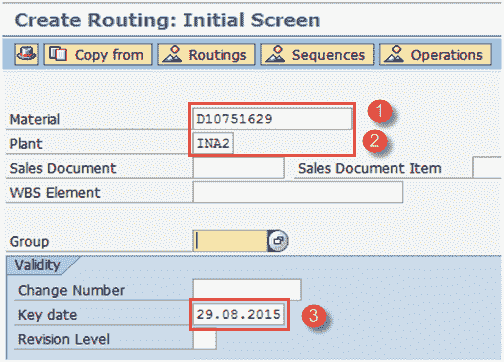 Create Routing: Initial Screen
Copy from Routings Sequences Operations
Material D10751629 1
Plant INA2 2
Sales Document Sales Document Item
WBS Element
Group
Validity
Change Number
Key date 29.08.2015 3
Revision Level